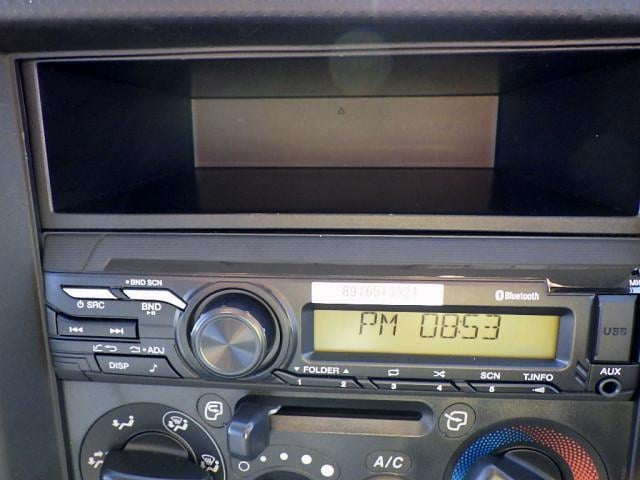 BND SCN
SRC
BND
8976513921
Bluetooth
PM 08:53
USB
ADJ
DISP
FOLDER
SCN
T.INFO
AUX
1 2 3 4 5
A/C